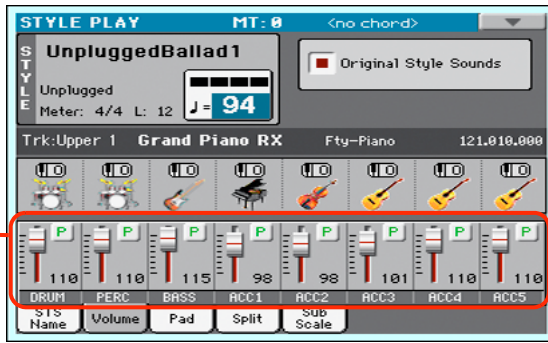 STYLE PLAY MT: 0 <no chord>
STYLE
UnpluggedBallad1
Original Style Sounds
Unplugged
Meter: 4/4 L: 12 ♩= 94
Trk:Upper 1 Grand Piano RX Fty-Piano 121.010.000
P P P P P P P P
110 110 115 98 98 101 110 110
DRUM PERC BASS ACC1 ACC2 ACC3 ACC4 ACC5
STS Name Volume Pad Split Sub Scale